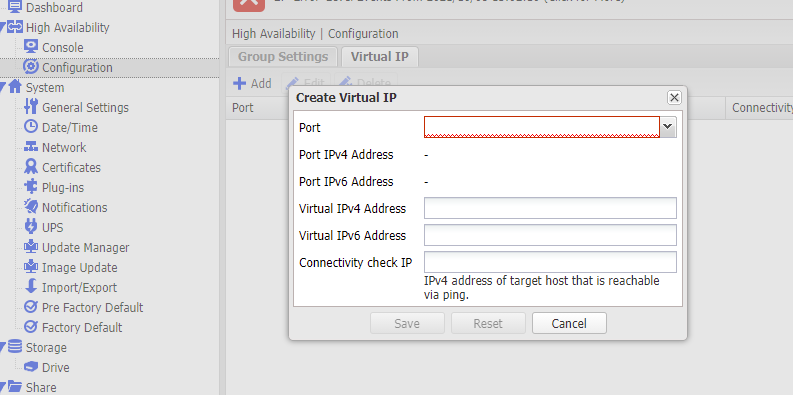 Dashboard
High Availability
Console
Configuration
System
General Settings
Date/Time
Network
Certificates
Plug-ins
Notifications
UPS
Update Manager
Image Update
Import/Export
Pre Factory Default
Factory Default
Storage
Drive
Share
High Availability | Configuration
Group Settings
Virtual IP
Add
Edit
Delete
Port
Connectivity
Create Virtual IP
Port
Port IPv4 Address -
Port IPv6 Address -
Virtual IPv4 Address
Virtual IPv6 Address
Connectivity check IP
IPv4 address of target host that is reachable
via ping.
Save
Reset
Cancel